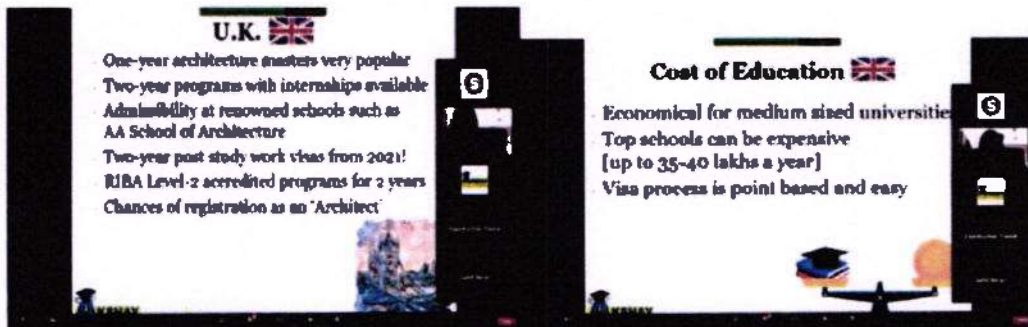 U.K.
One-year architecture masters very popular
Two-year programs with internships available
Admissibility at renowned schools such as
AA School of Architecture
Two-year post study work visas from 2021!
RIBA Level-2 accredited programs for 2 years
Chances of registration as an "Architect"
AKSHAY
Cost of Education
Economical for medium sized universities
Top schools can be expensive
[up to 35-40 lakhs a year]
Visa process is point based and easy
AKSHAY